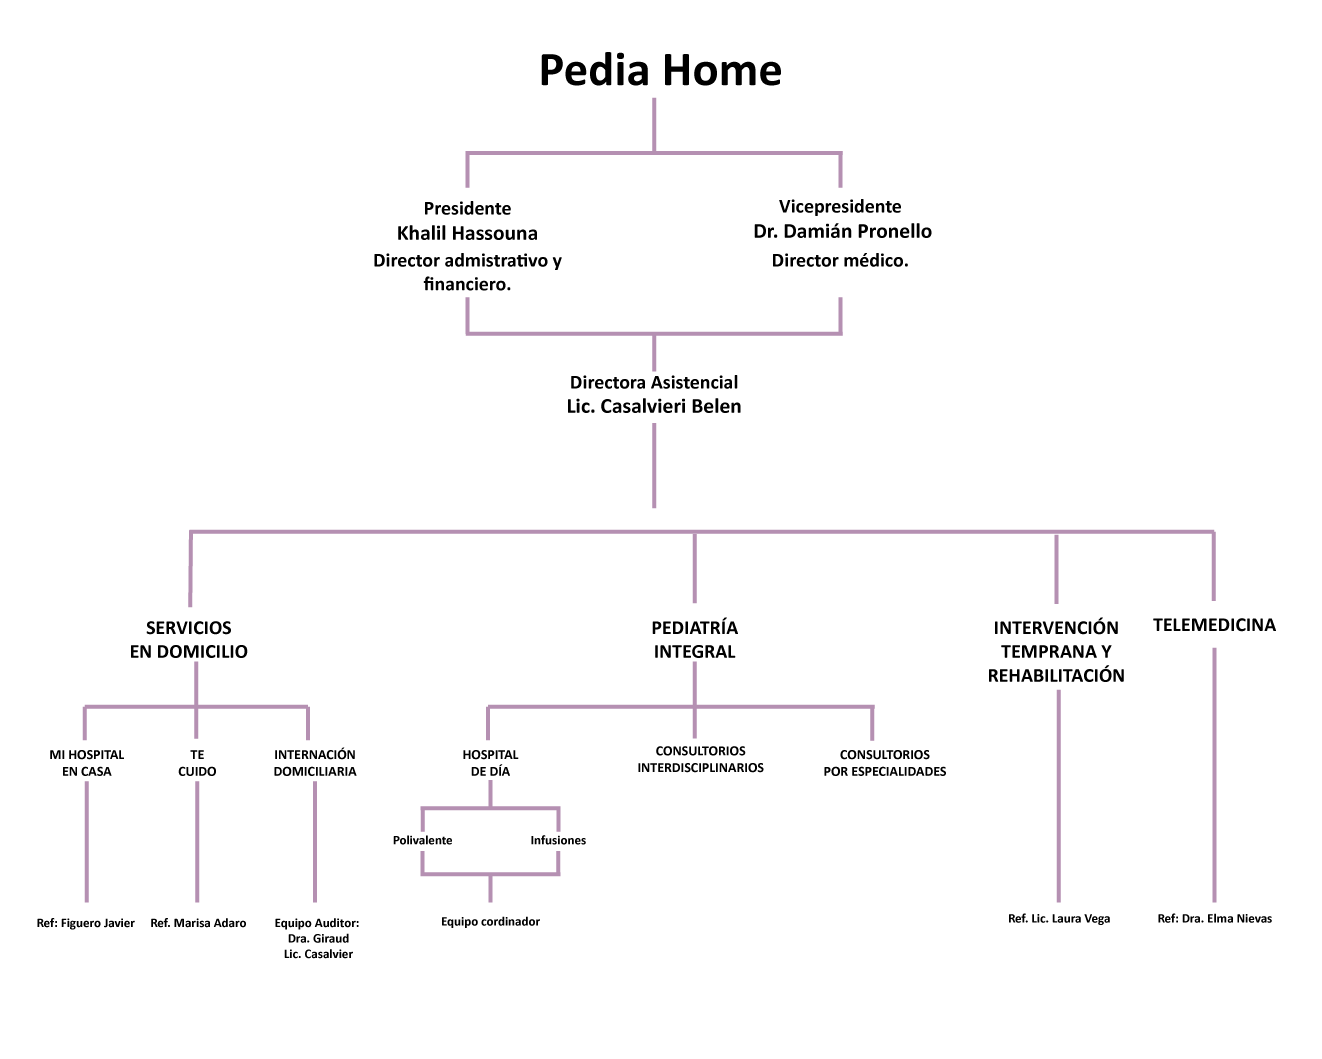 Pedia Home
Presidente
Khalil Hassouna
Director admistrativo y
financiero.
Vicepresidente
Dr. Damián Pronello
Director médico.
Directora Asistencial
Lic. Casalvieri Belen
SERVICIOS
EN DOMICILIO
PEDIATRÍA
INTEGRAL
INTERVENCIÓN
TEMPRANA Y
REHABILITACIÓN
TELEMEDICINA
MI HOSPITAL
EN CASA
TE
CUIDO
INTERNACIÓN
DOMICILIARIA
HOSPITAL
DE DÍA
CONSULTORIOS
INTERDISCIPLINARIOS
CONSULTORIOS
POR ESPECIALIDADES
Polivalente
Infusiones
Ref: Figuero Javier
Ref. Marisa Adaro
Equipo Auditor:
Dra. Giraud
Lic. Casalvier
Equipo cordinador
Ref. Lic. Laura Vega
Ref: Dra. Elma Nievas